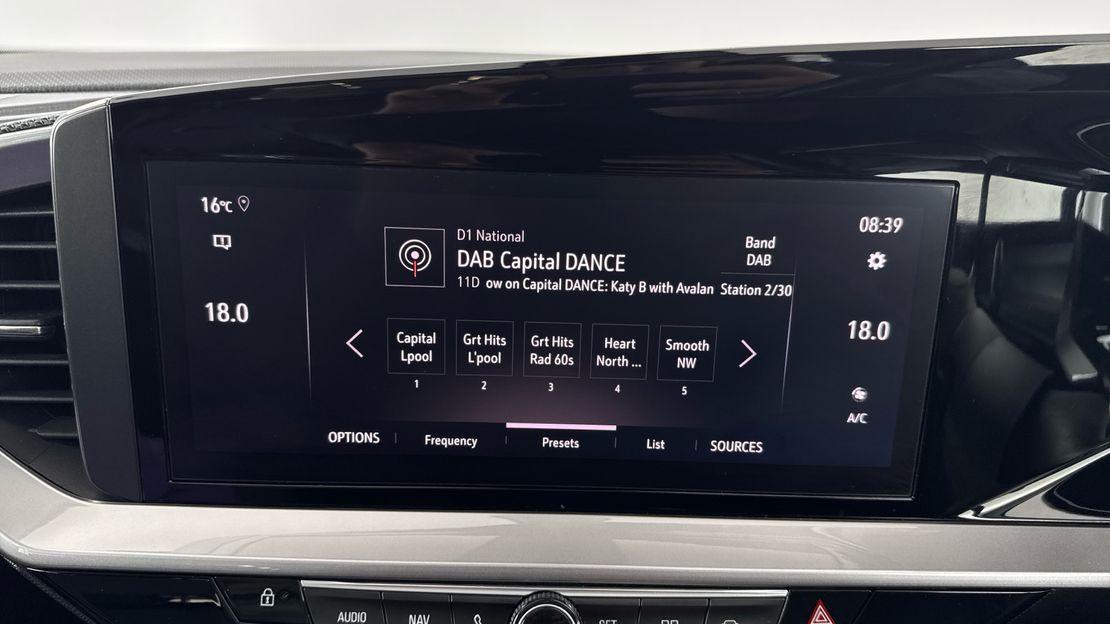 16°C
08:39
D1 National
DAB Capital DANCE
11D ow on Capital DANCE: Katy B with Avalan
Band
DAB
Station 2/30
18.0
18.0
Capital
Lpool
1
Grt Hits
L'pool
2
Grt Hits
Rad 60s
3
Heart
North ...
4
Smooth
NW
5
A/C
OPTIONS
Frequency
Presets
List
SOURCES
AUDIO
NAV
SET